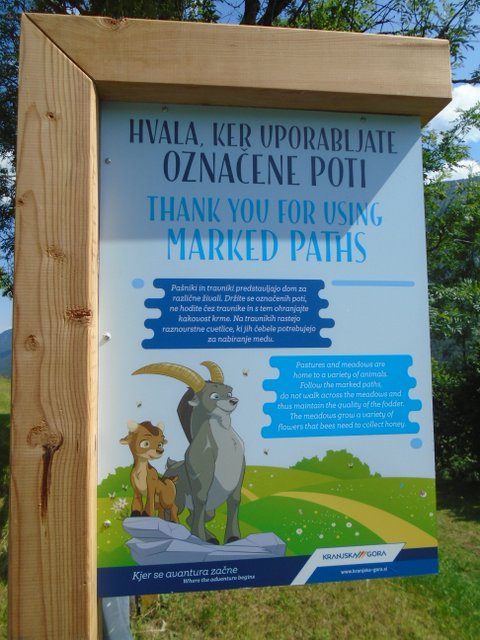 HVALA, KER UPORABLJATE
OZNAČENE POTI
THANK YOU FOR USING
MARKED PATHS
Pašniki in travniki predstavljajo dom za
različne živali. Držite se označenih poti,
ne hodite čez travnike in s tem ohranjajte
kakovost krme. Na travnikih rastejo
raznovrstne cvetlice, ki jih čebele potrebujejo
za nabiranje medu.
Pastures and meadows are
home to a variety of animals.
Follow the marked paths,
do not walk across the meadows and
thus maintain the quality of the fodder.
The meadows grow a variety of
flowers that bees need to collect honey.
Kjer se avantura začne
Where the adventure begins
KRANJSKA GORA
www.kranjska-gora.si